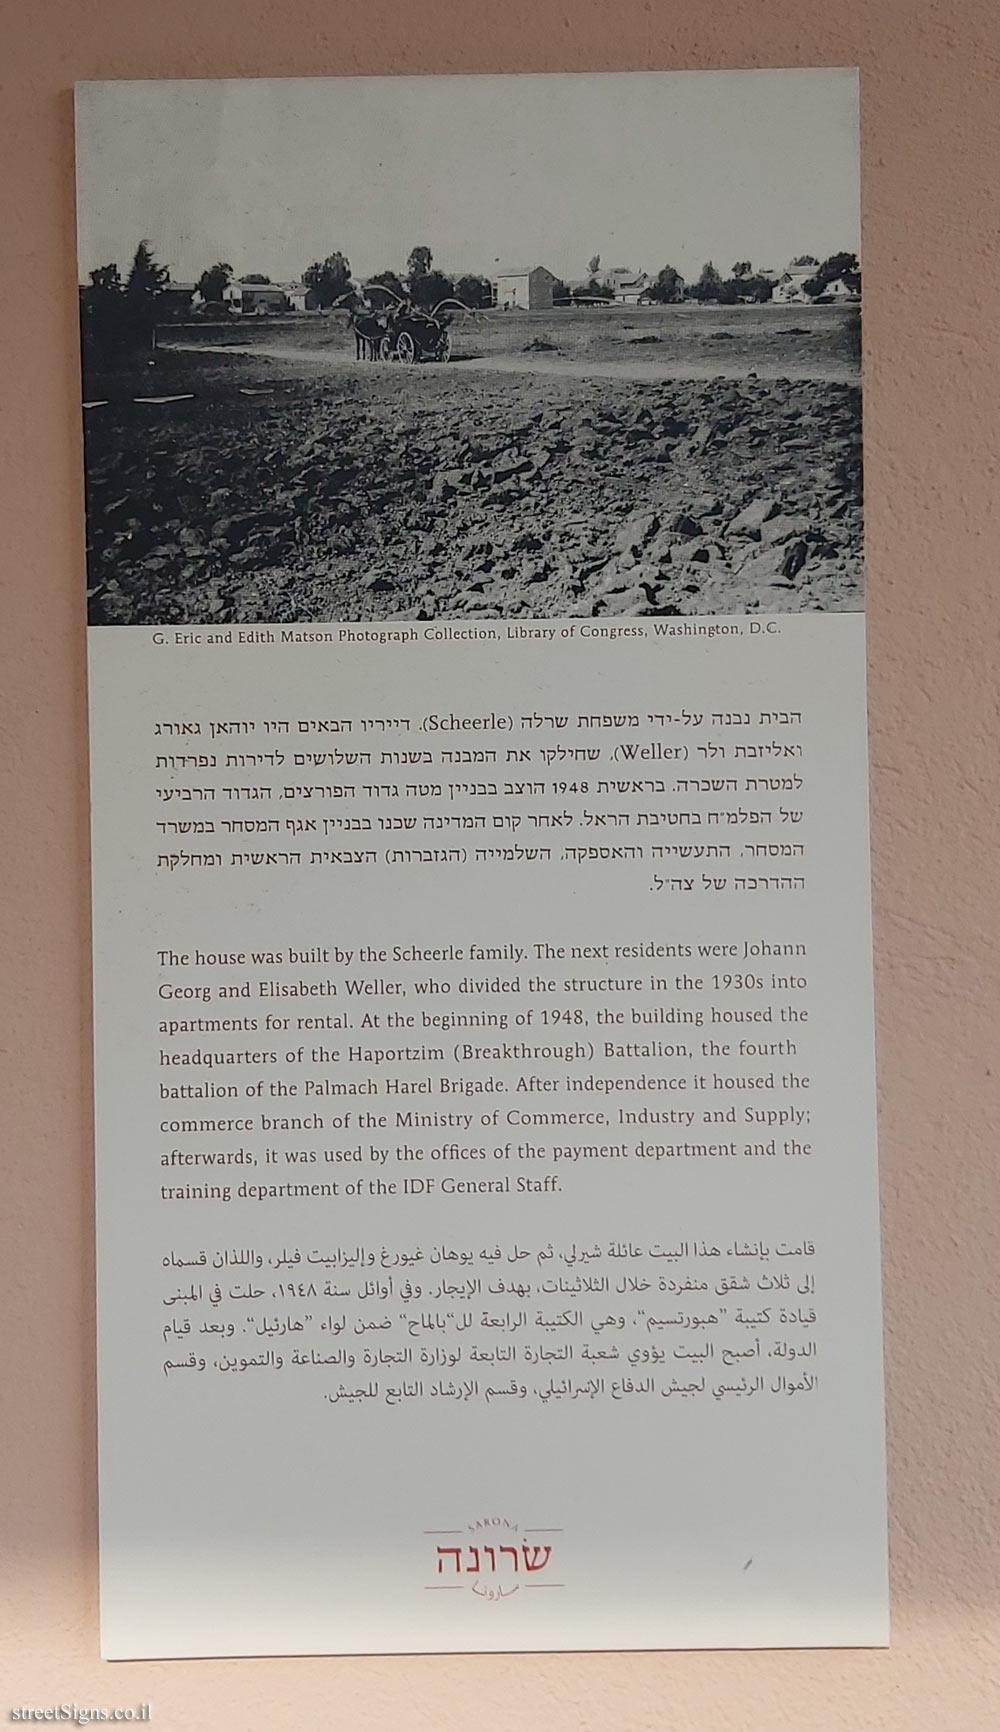 G. Eric and Edith Matson Photograph Collection, Library of Congress, Washington, D.C.
הבית נבנה על-ידי משפחת שרלה (Scheerle). דייריו הבאים היו יוהאן גאורג
ואליזבת ולר (Weller), שחילקו את המבנה בשנות השלושים לדירות נפרדות
למטרת השכרה. בראשית 1948 הוצב בבניין מטה גדוד הפורצים, הגדוד הרביעי
של הפלמ״ח בחטיבת הראל. לאחר קום המדינה שכנו בבניין אגף המסחר במשרד
המסחר, התעשייה והאספקה, השלמייה (הגזברות) הצבאית הראשית ומחלקת
ההדרכה של צה״ל.
The house was built by the Scheerle family. The next residents were Johann
Georg and Elisabeth Weller, who divided the structure in the 1930s into
apartments for rental. At the beginning of 1948, the building housed the
headquarters of the Haportzim (Breakthrough) Battalion, the fourth
battalion of the Palmach Harel Brigade. After independence it housed the
commerce branch of the Ministry of Commerce, Industry and Supply;
afterwards, it was used by the offices of the payment department and the
training department of the IDF General Staff.
قامت بإنشاء هذا البيت عائلة شيرلي، ثم حل فيه يوهان غيورغ وإليزابيت فيلر، واللذان قسماه
إلى ثلاث شقق منفردة خلال الثلاثينات، بهدف الإيجار. وفي أوائل سنة ١٩٤٨، حلت في المبنى
قيادة كتيبة ”هبورتسيم“، وهي الكتيبة الرابعة لل“بالماح” ضمن لواء ”هارئيل“. وبعد قيام
الدولة، أصبح البيت يؤوي شعبة التجارة التابعة لوزارة التجارة والصناعة والتموين، وقسم
الأموال الرئيسي لجيش الدفاع الإسرائيلي، وقسم الإرشاد التابع للجيش.
SARONA
שרונה
سارونا
streetSigns.co.il